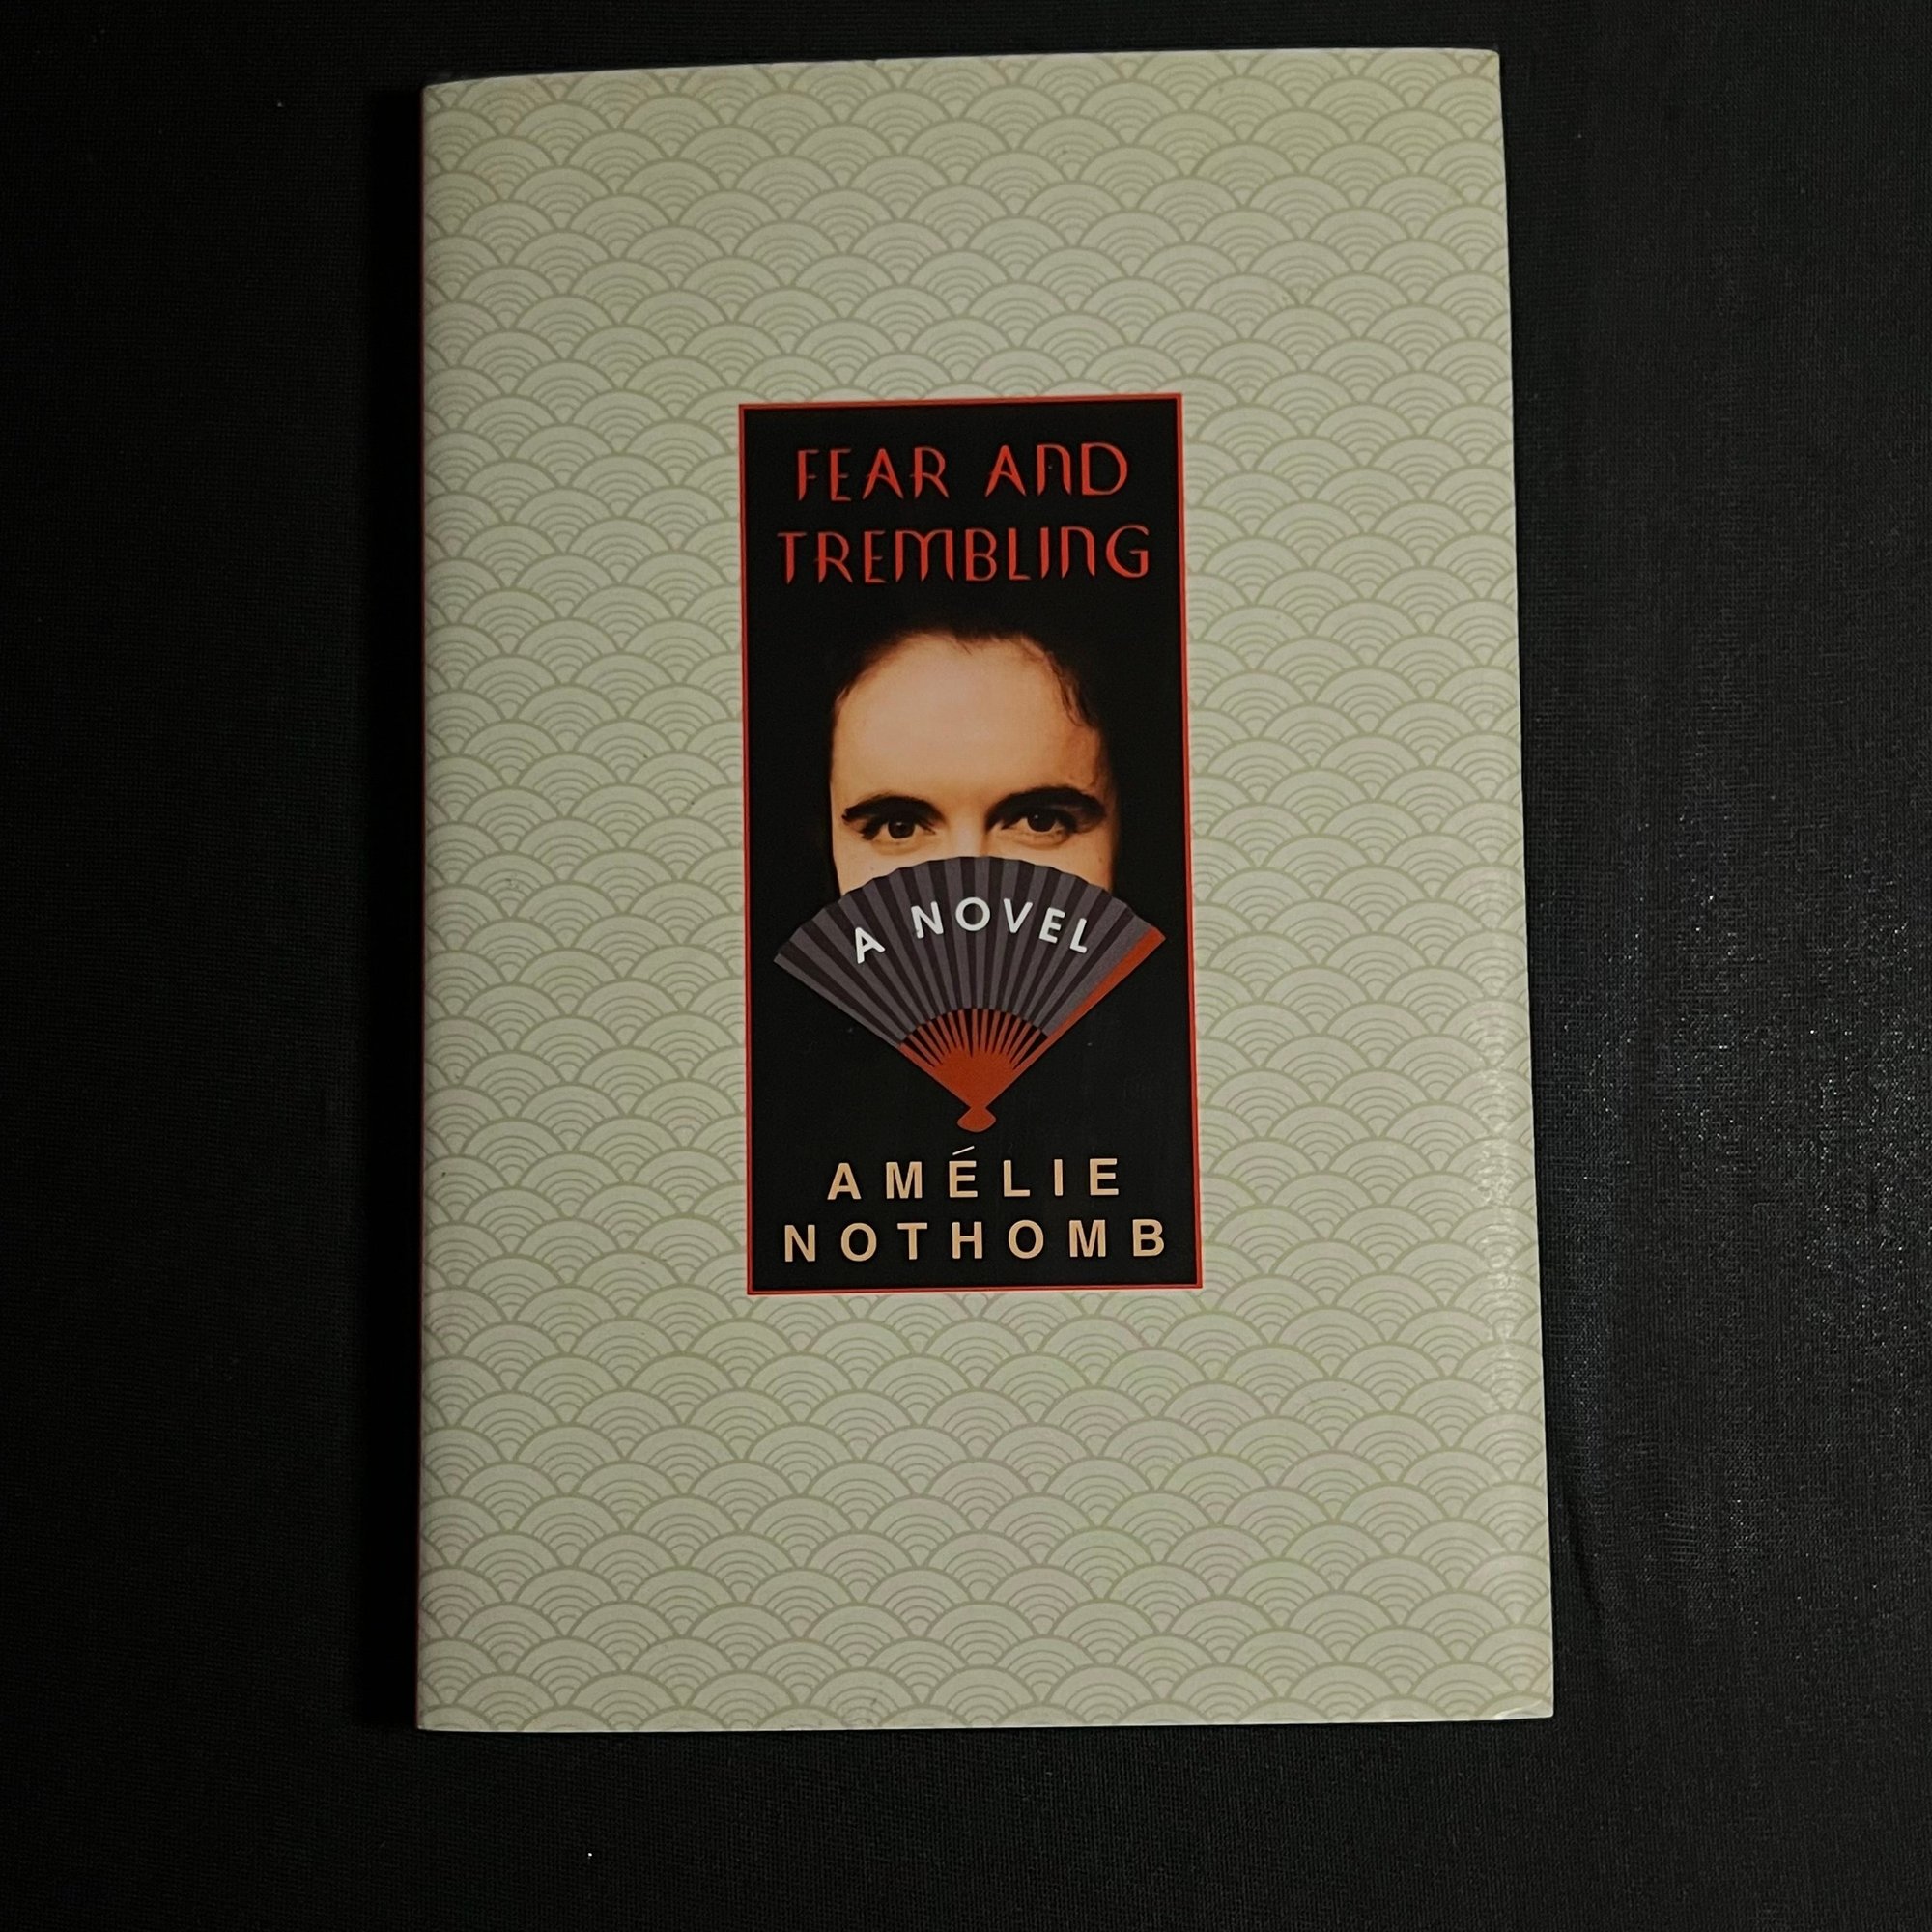 FEAR AND
TREMBLING
A NOVEL
AMÉLIE
NOTHOMB